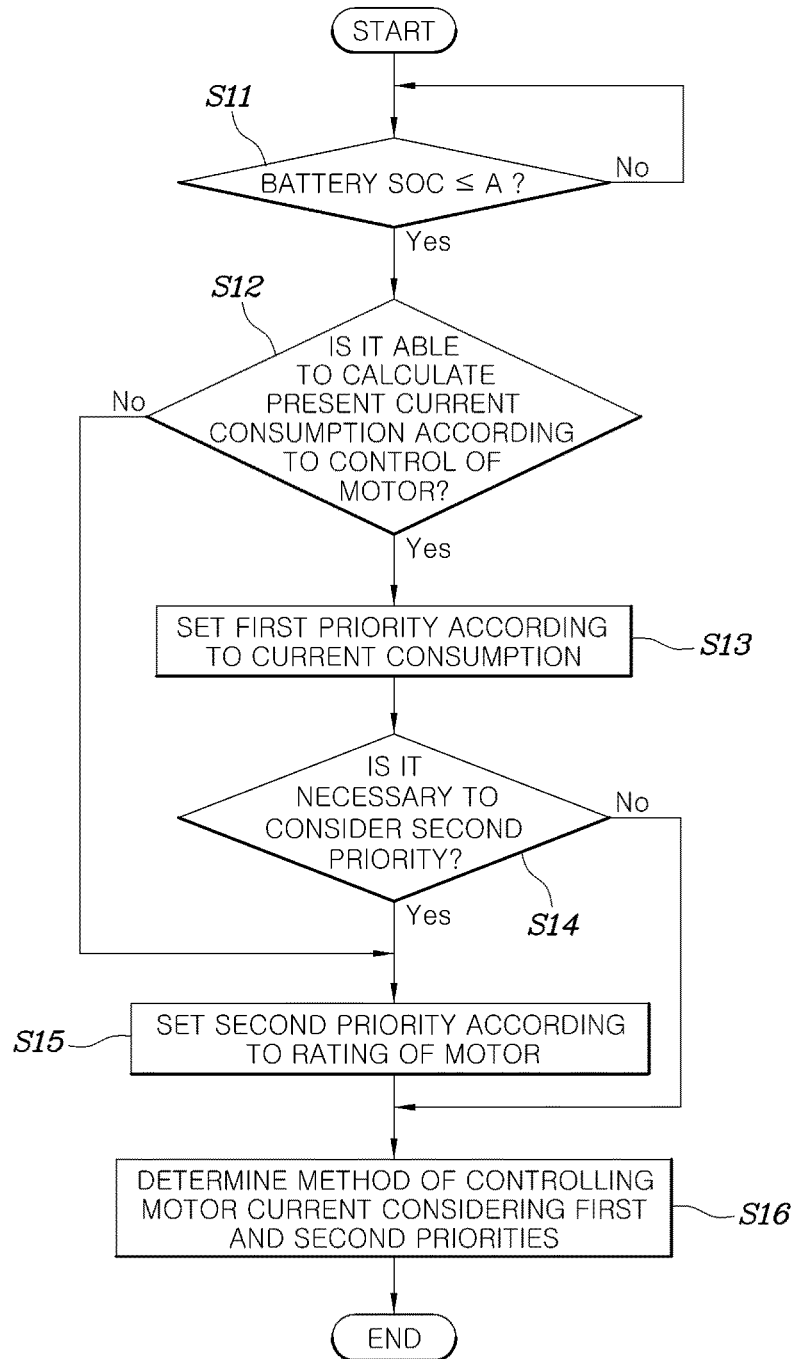 START
S11
BATTERY SOC ≤ A ?
No
Yes
S12
IS IT ABLE
TO CALCULATE
PRESENT CURRENT
CONSUMPTION ACCORDING
TO CONTROL OF
MOTOR?
No
Yes
SET FIRST PRIORITY ACCORDING
TO CURRENT CONSUMPTION
S13
IS IT
NECESSARY TO
CONSIDER SECOND
PRIORITY?
No
Yes
S14
S15
SET SECOND PRIORITY ACCORDING
TO RATING OF MOTOR
DETERMINE METHOD OF CONTROLLING
MOTOR CURRENT CONSIDERING FIRST
AND SECOND PRIORITIES
S16
END